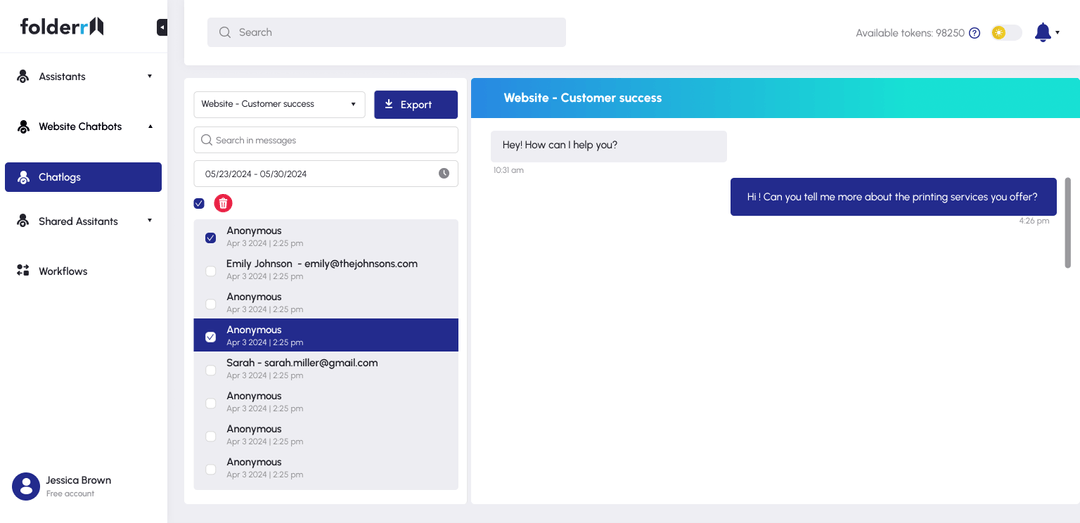 folderr
Search
Available tokens: 98250
Assistants
Website Chatbots
Chatlogs
Shared Assitants
Workflows
Jessica Brown
Free account
Website - Customer success
Export
Search in messages
05/23/2024 - 05/30/2024
Anonymous
Apr 3 2024 | 2:25 pm
Emily Johnson - emily@thejohnsons.com
Apr 3 2024 | 2:25 pm
Anonymous
Apr 3 2024 | 2:25 pm
Anonymous
Apr 3 2024 | 2:25 pm
Sarah - sarah.miller@gmail.com
Apr 3 2024 | 2:25 pm
Anonymous
Apr 3 2024 | 2:25 pm
Anonymous
Apr 3 2024 | 2:25 pm
Anonymous
Apr 3 2024 | 2:25 pm
Website - Customer success
Hey! How can I help you?
10:31 am
Hi ! Can you tell me more about the printing services you offer?
4:26 pm